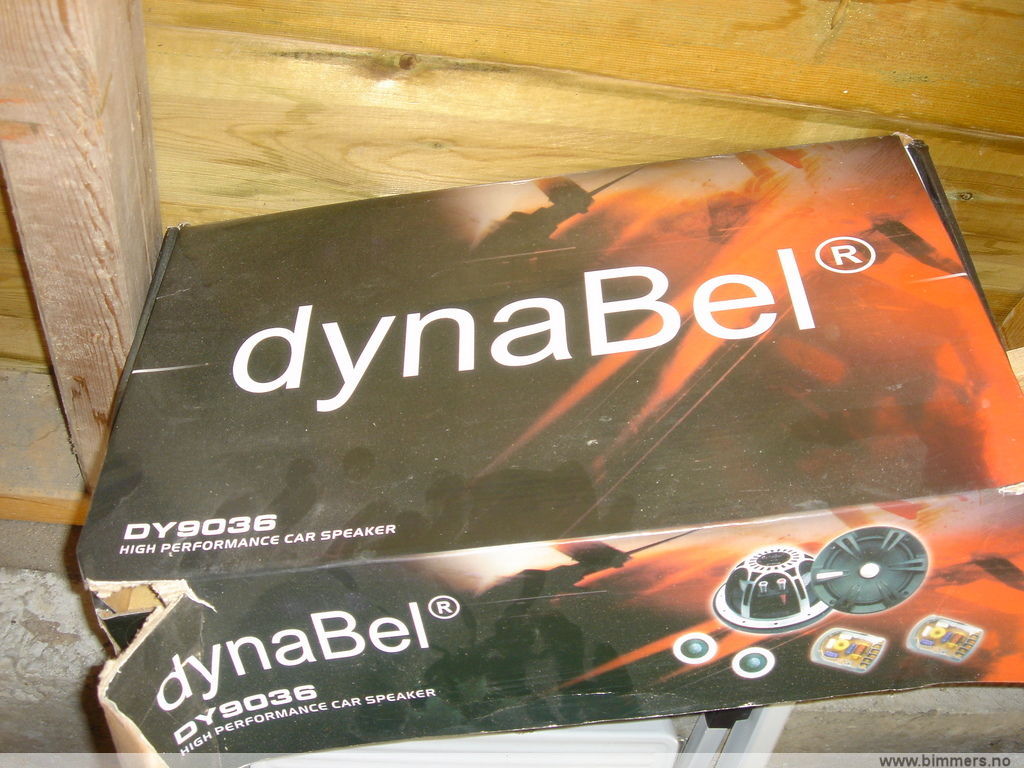 dynaBel®
DY9036
HIGH PERFORMANCE CAR SPEAKER
dynaBel®
DY9036
HIGH PERFORMANCE CAR SPEAKER
www.bimmers.no